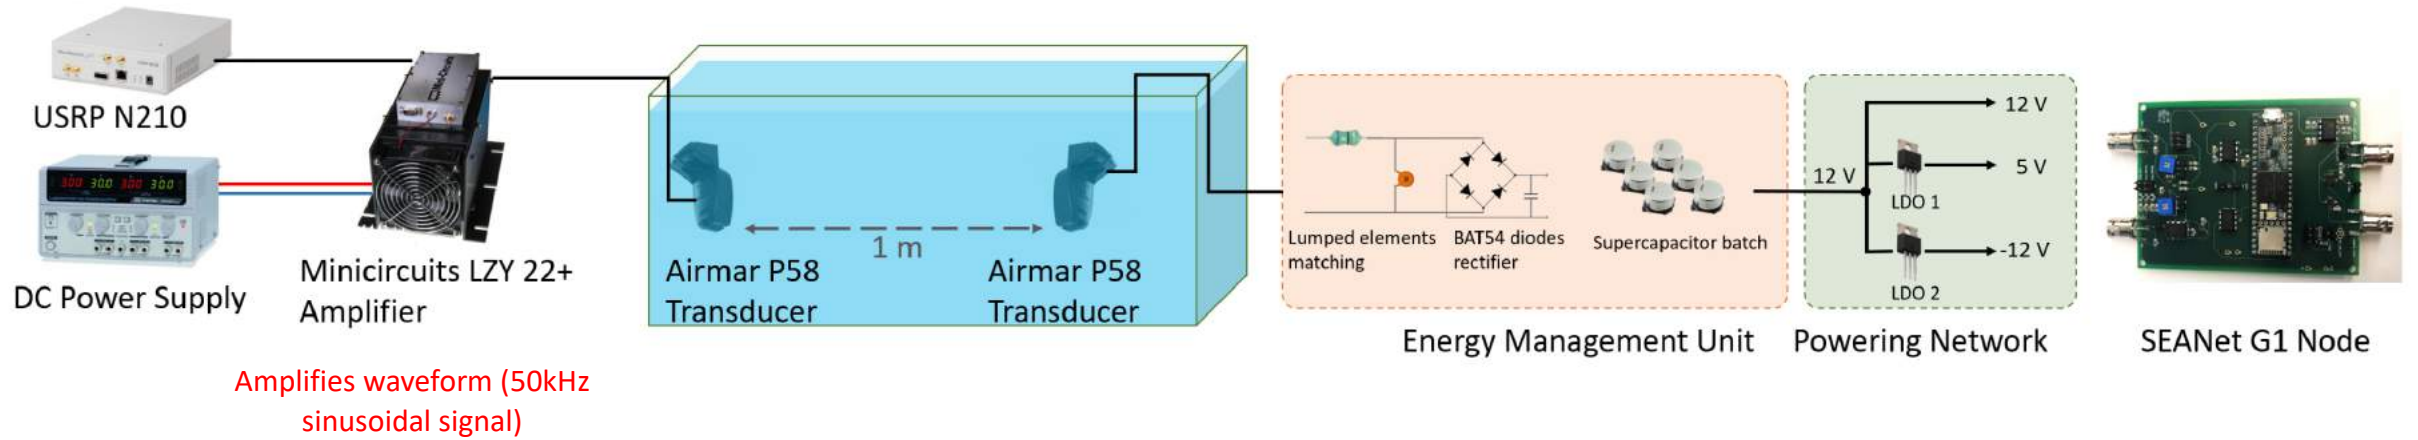 USRP N210
DC Power Supply
Minicircuits LZY 22+
Amplifier
Amplifies waveform (50kHz
sinusoidal signal)
1 m
Airmar P58
Transducer
Airmar P58
Transducer
Lumped elements
matching
BAT54 diodes
rectifier
Supercapacitor batch
Energy Management Unit
12 V
12 V
5 V
-12 V
LDO 1
LDO 2
Powering Network
SEANet G1 Node